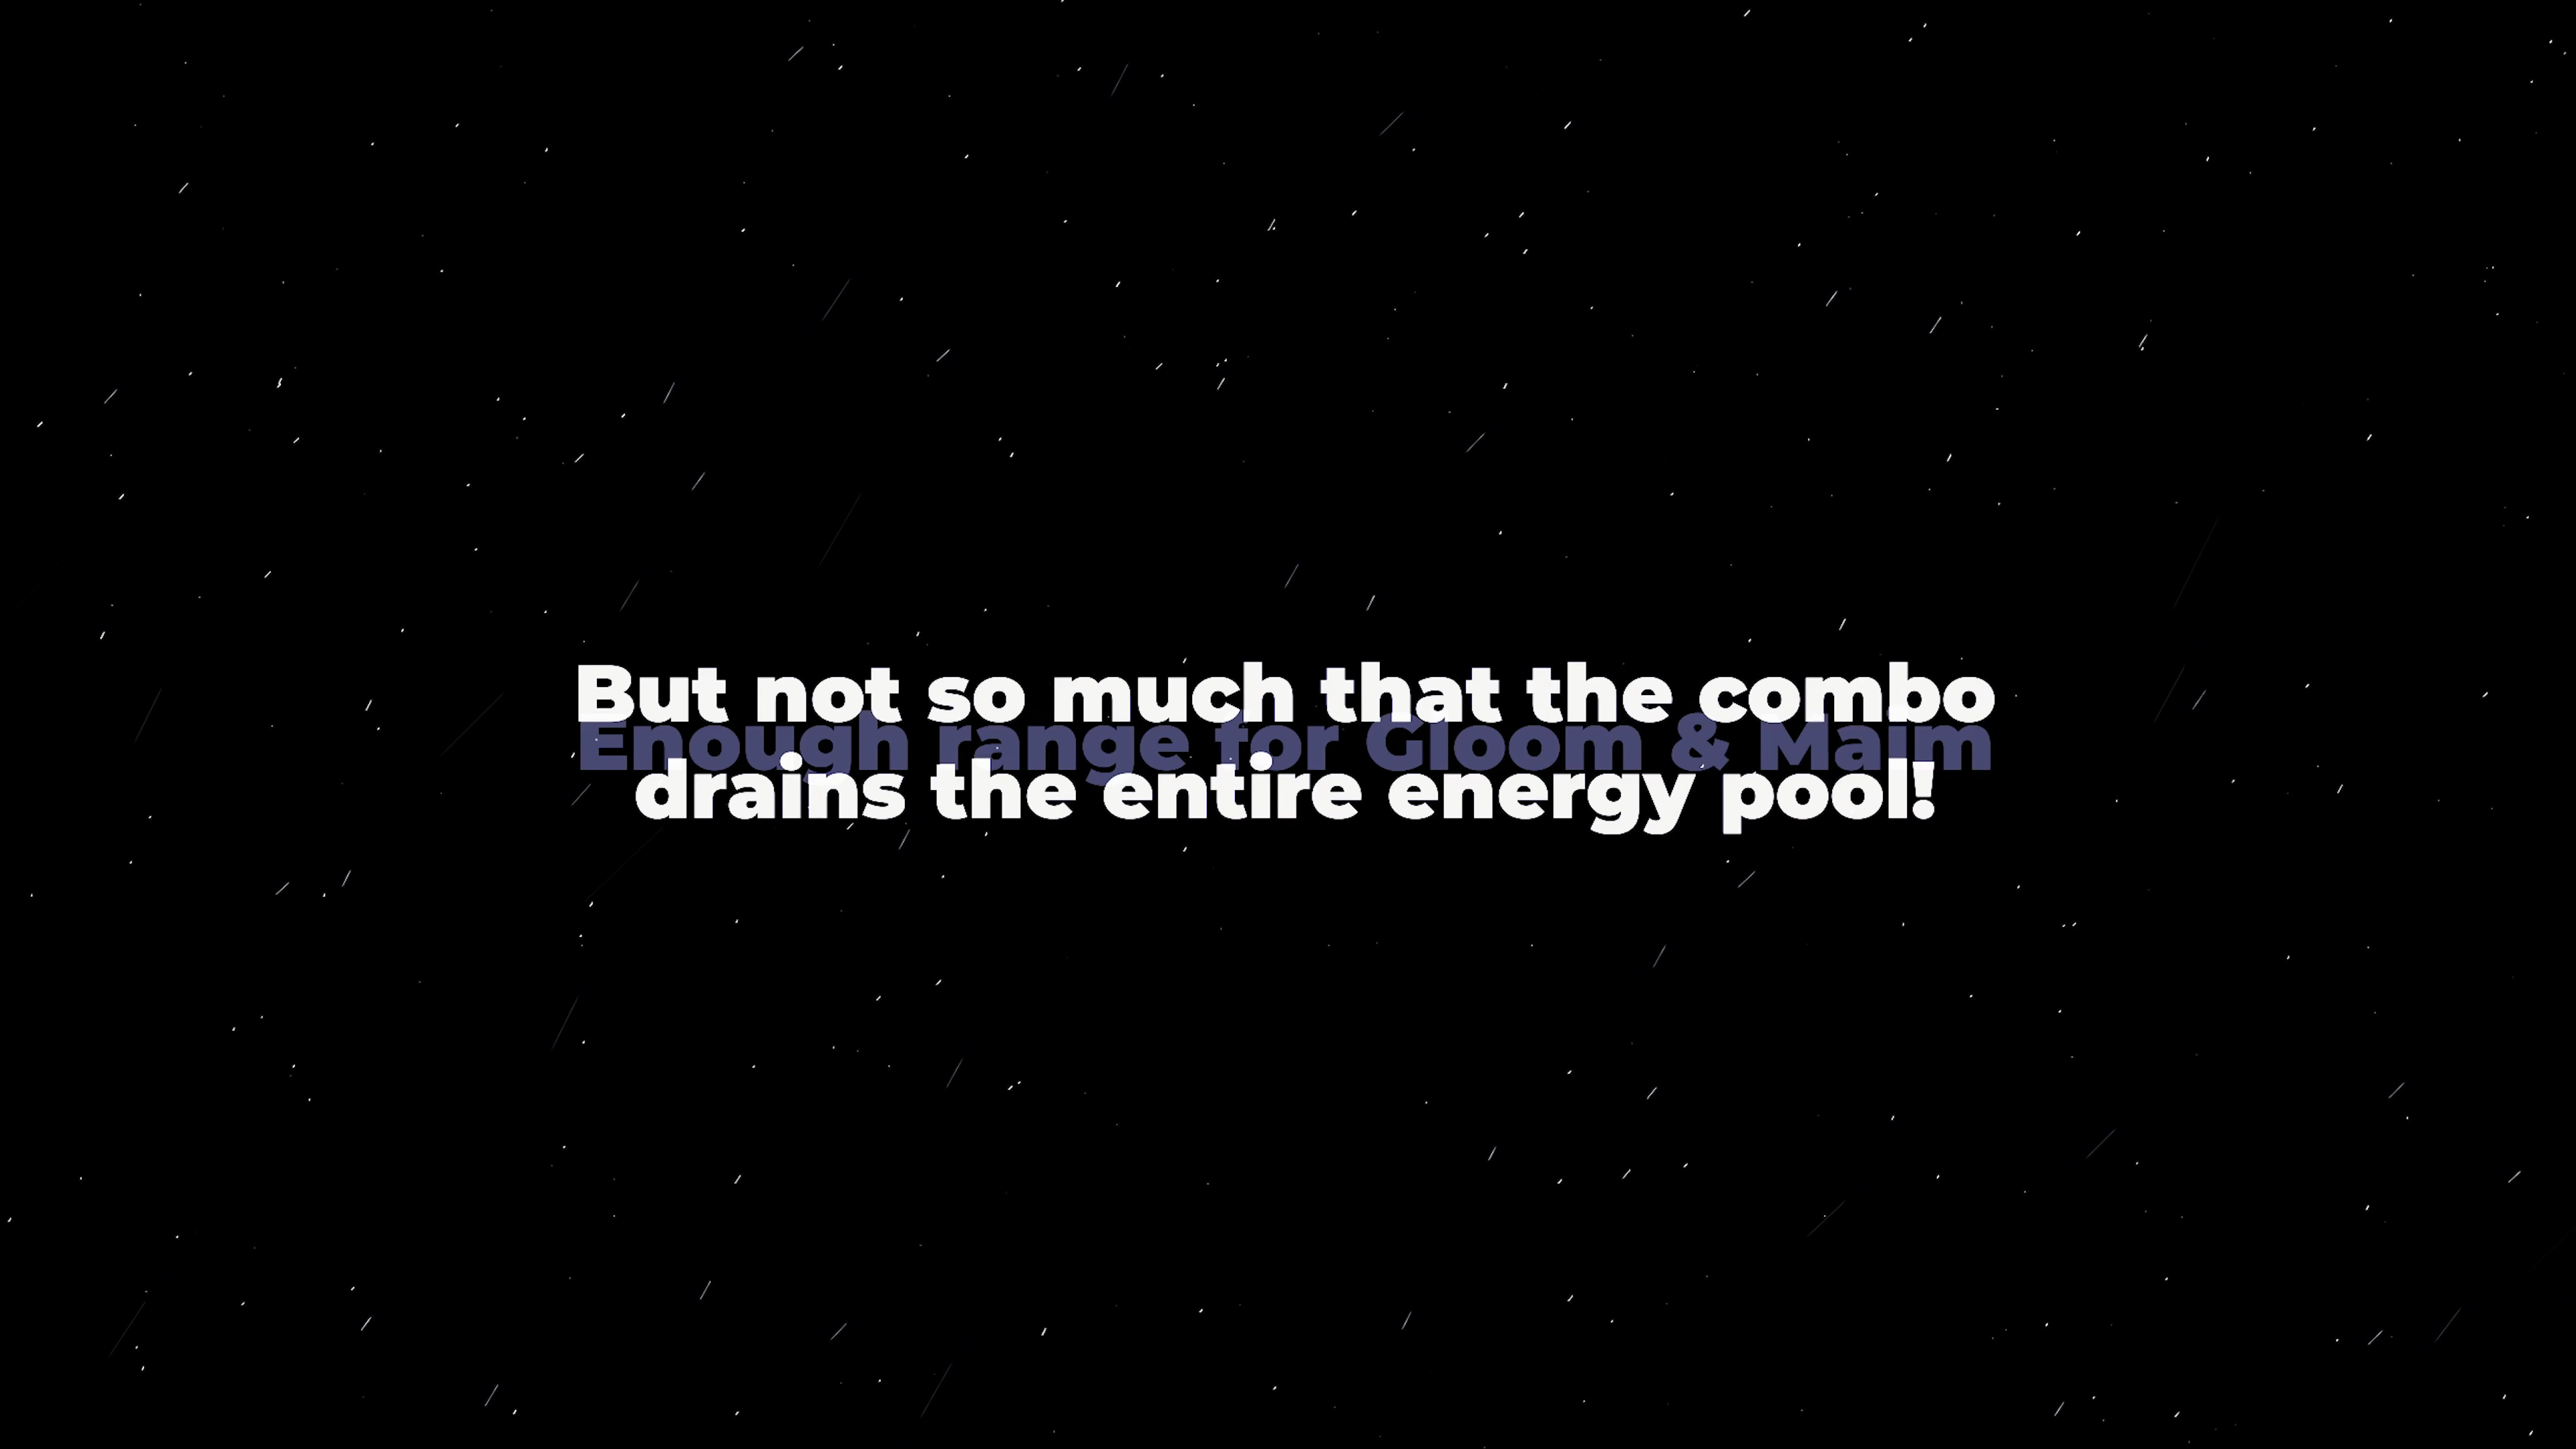 But not so much that the combo
Enough range for Gloom & Maim
drains the entire energy pool!